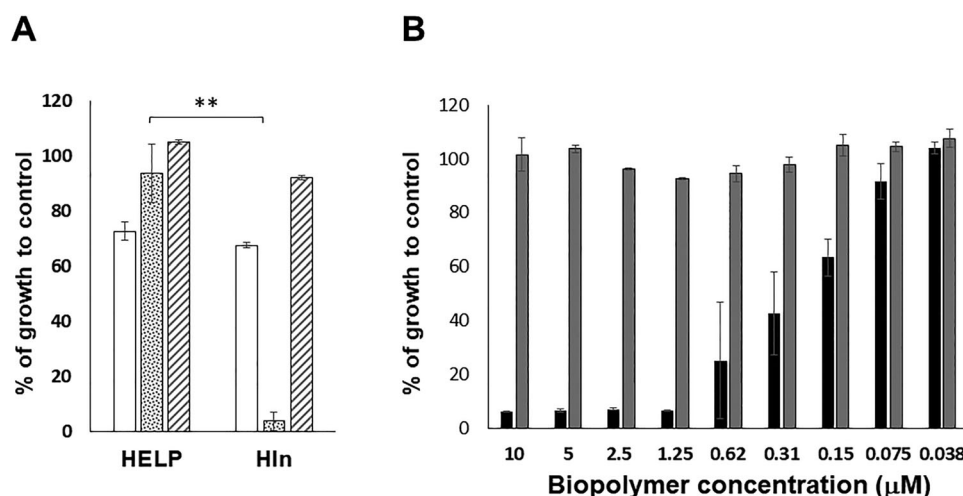 A
B
% of growth to control
120
100
80
60
40
20
0
**
HELP
HIn
% of growth to control
120
100
80
60
40
20
0
10 5 2.5 1.25 0.62 0.31 0.15 0.075 0.038
Biopolymer concentration (μM)